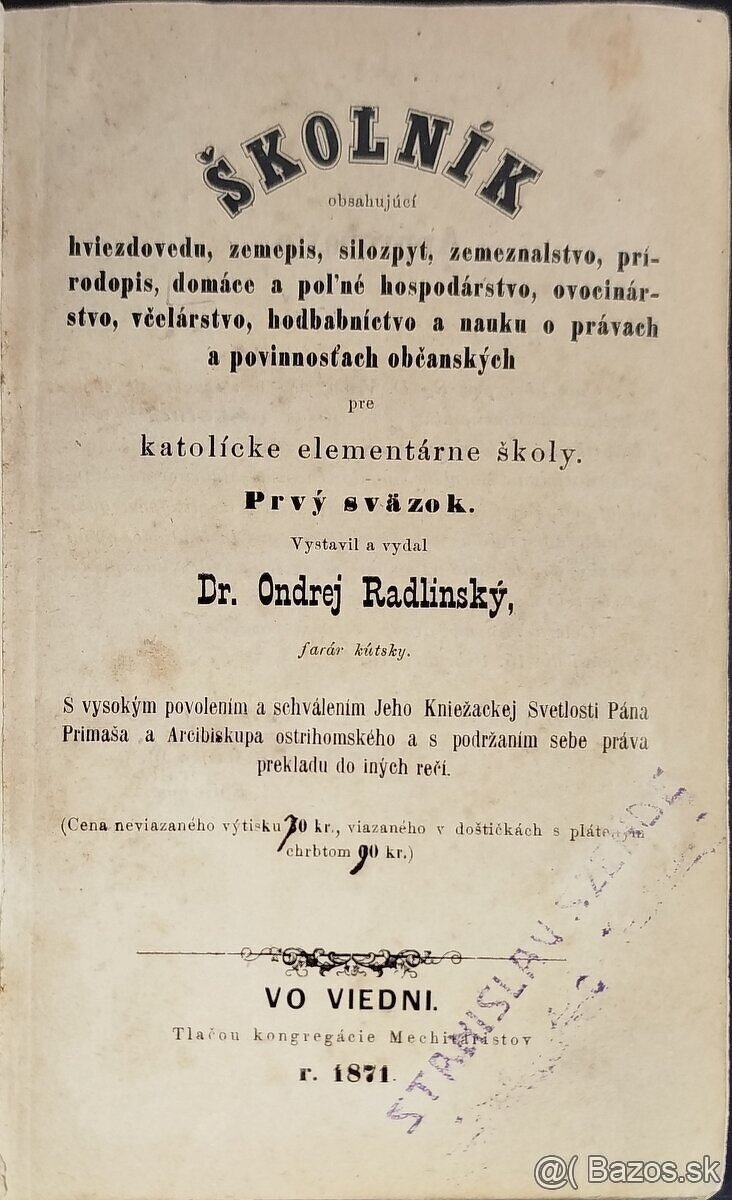 ŠKOLNÍK
obsahujúcí
hviezdovedu, zemepis, silozpyt, zemeznalstvo, prí-
rodopis, domáce a poľné hospodárstvo, ovocinár-
stvo, včelárstvo, hodbabníctvo a nauku o právach
a povinnosťach občanských
pre
katolícke elementárne školy.
Prvý sväzok.
Vystavil a vydal
Dr. Ondrej Radlinský,
farár kútsky.
S vysokým povolením a schválením Jeho Kniežackej Svetlosti Pána
Primaša a Arcibiskupa ostrihomského a s podržaním sebe práva
prekladu do iných rečí.
(Cena neviazaného výtisku 70 kr., viazaného v doštičkách s pláteným
chrbtom 90 kr.)
VO VIEDNI.
Tlačou kongregácie Mechitaristov
r. 1871.
STANISLAV
@( Bazos.sk